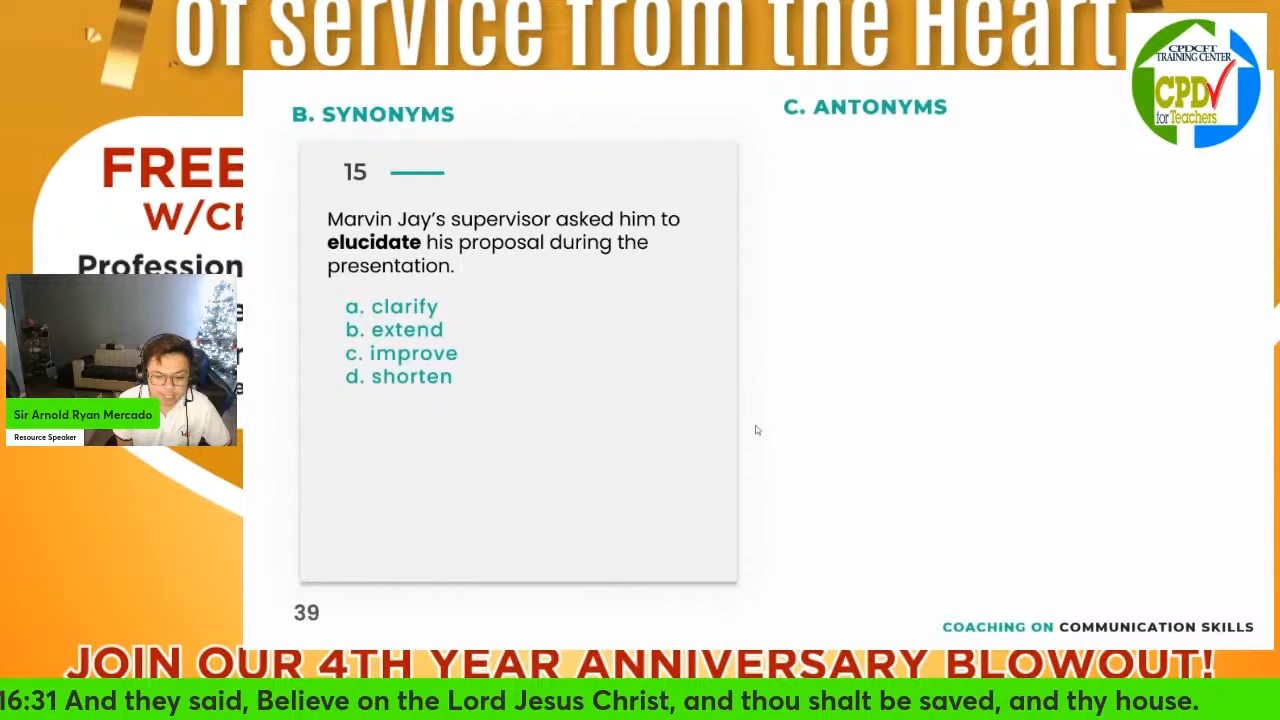 of service from the Heart
CPDCFT
TRAINING CENTER
CPD
for Teachers
B. SYNONYMS
C. ANTONYMS
FREE
W/CP
Profession
15
Marvin Jay's supervisor asked him to
elucidate his proposal during the
presentation.
a. clarify
b. extend
c. improve
d. shorten
Sir Arnold Ryan Mercado
Resource Speaker
39
COACHING ON COMMUNICATION SKILLS
JOIN OUR 4TH YEAR ANNIVERSARY BLOWOUT!
16:31 And they said, Believe on the Lord Jesus Christ, and thou shalt be saved, and thy house.